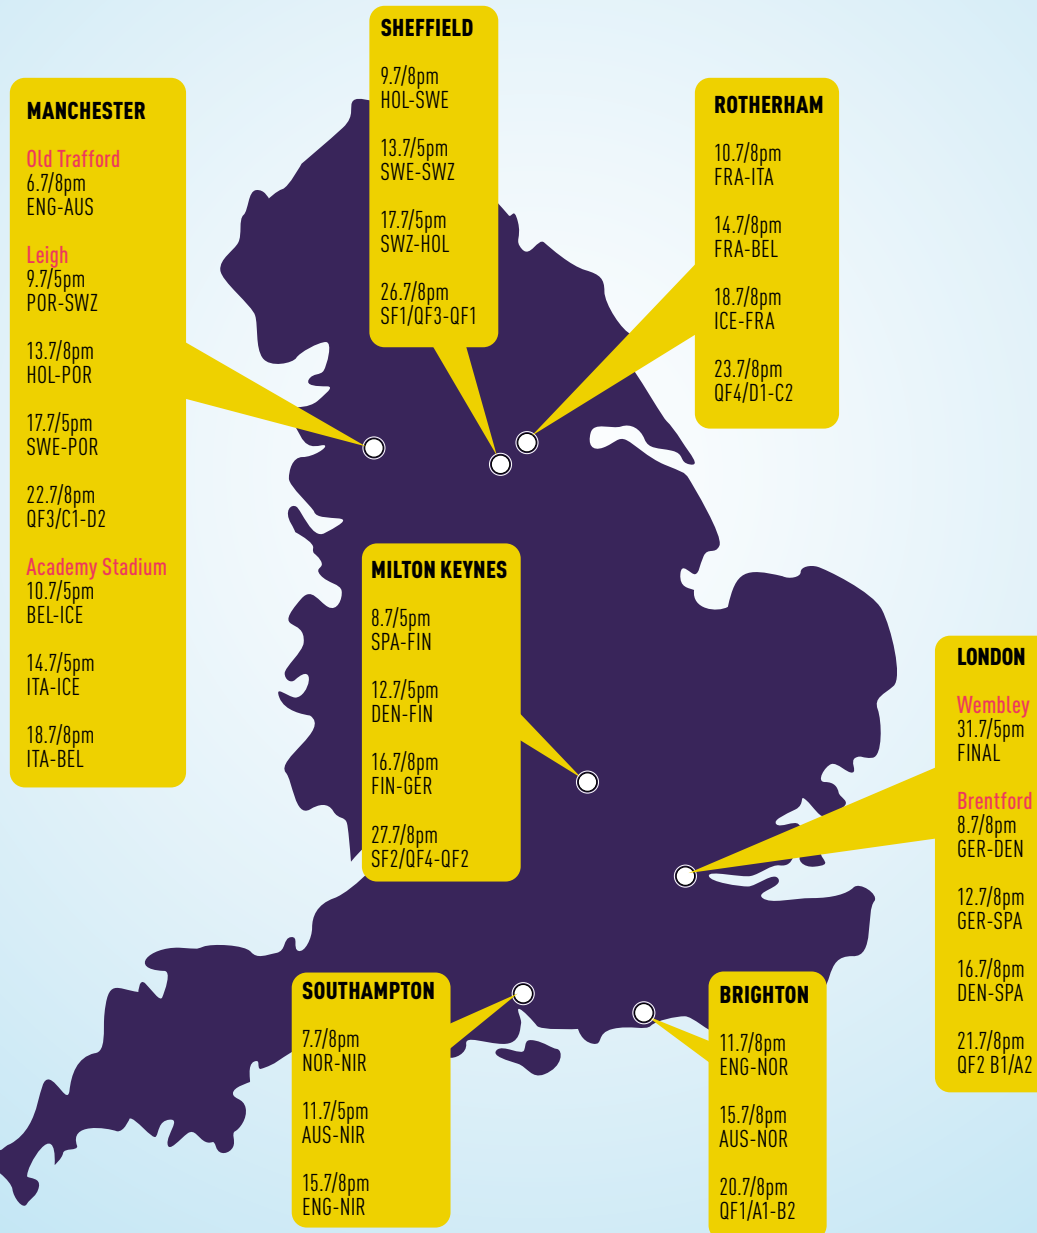 SHEFFIELD
9.7/8pm
HOL-SWE
13.7/5pm
SWE-SWZ
17.7/5pm
SWZ-HOL
26.7/8pm
SF1/QF3-QF1
MANCHESTER
Old Trafford
6.7/8pm
ENG-AUS
Leigh
9.7/5pm
POR-SWZ
13.7/8pm
HOL-POR
17.7/5pm
SWE-POR
22.7/8pm
QF3/C1-D2
Academy Stadium
10.7/5pm
BEL-ICE
14.7/5pm
ITA-ICE
18.7/8pm
ITA-BEL
ROTHERHAM
10.7/8pm
FRA-ITA
14.7/8pm
FRA-BEL
18.7/8pm
ICE-FRA
23.7/8pm
QF4/D1-C2
MILTON KEYNES
8.7/5pm
SPA-FIN
12.7/5pm
DEN-FIN
16.7/8pm
FIN-GER
27.7/8pm
SF2/QF4-QF2
LONDON
Wembley
31.7/5pm
FINAL
Brentford
8.7/8pm
GER-DEN
12.7/8pm
GER-SPA
16.7/8pm
DEN-SPA
21.7/8pm
QF2 B1/A2
SOUTHAMPTON
7.7/8pm
NOR-NIR
11.7/5pm
AUS-NIR
15.7/8pm
ENG-NIR
BRIGHTON
11.7/8pm
ENG-NOR
15.7/8pm
AUS-NOR
20.7/8pm
QF1/A1-B2